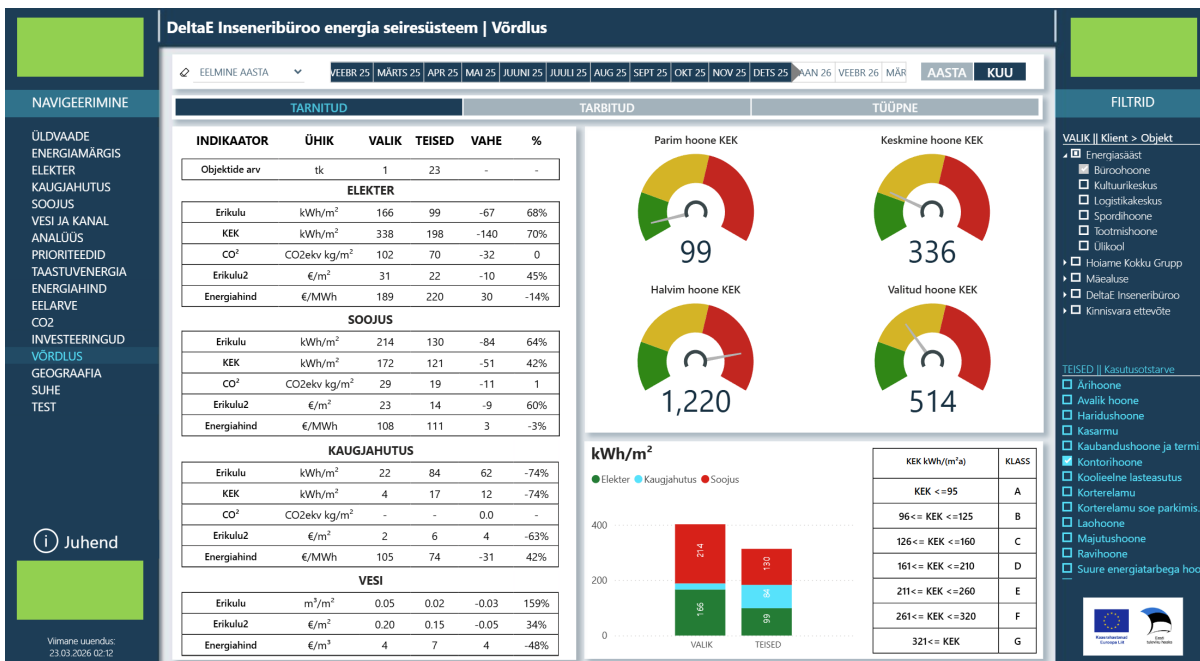 DeltaE Inseneribüroo energia seiresüsteem | Võrdlus
EELMINE AASTA
VEEBR 25 MÄRTS 25 APR 25 MAI 25 JUUNI 25 JUULI 25 AUG 25 SEPT 25 OKT 25 NOV 25 DETS 25 JAAN 26 VEEBR 26 MÄR
AASTA KUU
NAVIGEERIMINE
ÜLDVAADE
ENERGIAMÄRGIS
ELEKTER
KAUGJAHUTUS
SOOJUS
VESI JA KANAL
ANALÜÜS
PRIORITEEDID
TAASTUVENERGIA
ENERGIAHIND
EELARVE
CO2
INVESTEERINGUD
VÕRDLUS
GEOGRAAFIA
SUHE
TEST
Juhend
Viimane uuendus:
23.03.2026 02:12
TARNITUD TARBITUD TÜÜPNE
INDIKAATOR ÜHIK VALIK TEISED VAHE %
Objektide arv tk 1 23 - -
ELEKTER
Erikulu kWh/m² 166 99 -67 68%
KEK kWh/m² 338 198 -140 70%
CO² CO2ekv kg/m² 102 70 -32 0
Erikulu2 €/m² 31 22 -10 45%
Energiahind €/MWh 189 220 30 -14%
SOOJUS
Erikulu kWh/m² 214 130 -84 64%
KEK kWh/m² 172 121 -51 42%
CO² CO2ekv kg/m² 29 19 -11 1
Erikulu2 €/m² 23 14 -9 60%
Energiahind €/MWh 108 111 3 -3%
KAUGJAHUTUS
Erikulu kWh/m² 22 84 62 -74%
KEK kWh/m² 4 17 12 -74%
CO² CO2ekv kg/m² - - 0.0 -
Erikulu2 €/m² 2 6 4 -63%
Energiahind €/MWh 105 74 -31 42%
VESI
Erikulu m³/m² 0.05 0.02 -0.03 159%
Erikulu2 €/m² 0.20 0.15 -0.05 34%
Energiahind €/m³ 4 7 4 -48%
Parim hoone KEK
99
Keskmine hoone KEK
336
Halvim hoone KEK
1,220
Valitud hoone KEK
514
kWh/m²
Elekter Kaugjahutus Soojus
400
200
0
214
166
130
84
99
VALIK TEISED
KEK kWh/(m²a) KLASS
KEK <=95 A
96<= KEK <=125 B
126<= KEK <=160 C
161<= KEK <=210 D
211<= KEK <=260 E
261<= KEK <=320 F
321<= KEK G
FILTRID
VALIK || Klient > Objekt
Energiasääst
Büroohoone
Kultuurikeskus
Logistikakeskus
Spordihoone
Tootmishoone
Ülikool
Hoiame Kokku Grupp
Mäealuse
DeltaE Inseneribüroo
Kinnisvara ettevõte
TEISED || Kasutusotstarve
Ärihoone
Avalik hoone
Haridushoone
Kasarmu
Kaubandushoone ja termi
Kontorihoone
Koolieelne lasteasutus
Korterelamu
Korterelamu soe parkimis.
Laohoone
Majutushoone
Ravihoone
Suure energiatarbega hoo
Kaasrahastanud
Euroopa Liit
Eesti
tuleviku heaks